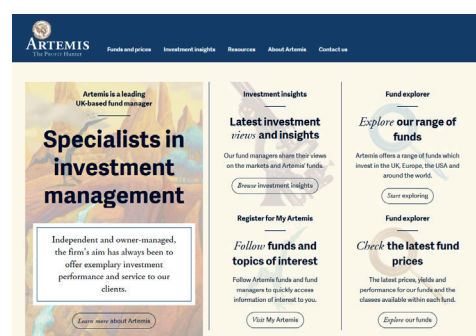 ARTEMIS
The PROFIT Hunter
Funds and prices
Investment insights
Resources
About Artemis
Contact us
Artemis is a leading
UK-based fund manager
Specialists in
investment
management
Independent and owner-managed,
the firm's aim has always been to
offer exemplary investment
performance and service to our
clients.
Learn more about Artemis
Investment insights
Latest investment
views and insights
Our fund managers share their views
on the markets and Artemis' funds.
Browse investment insights
Fund explorer
Explore our range of
funds
Artemis offers a range of funds which
invest in the UK, Europe, the USA and
around the world.
Start exploring
Register for My Artemis
Follow funds and
topics of interest
Follow Artemis funds and fund
managers to quickly access
information of interest to you.
Visit My Artemis
Fund explorer
Check the latest fund
prices
The latest prices, yields and
performance for our funds and the
classes available within each fund.
Explore our funds